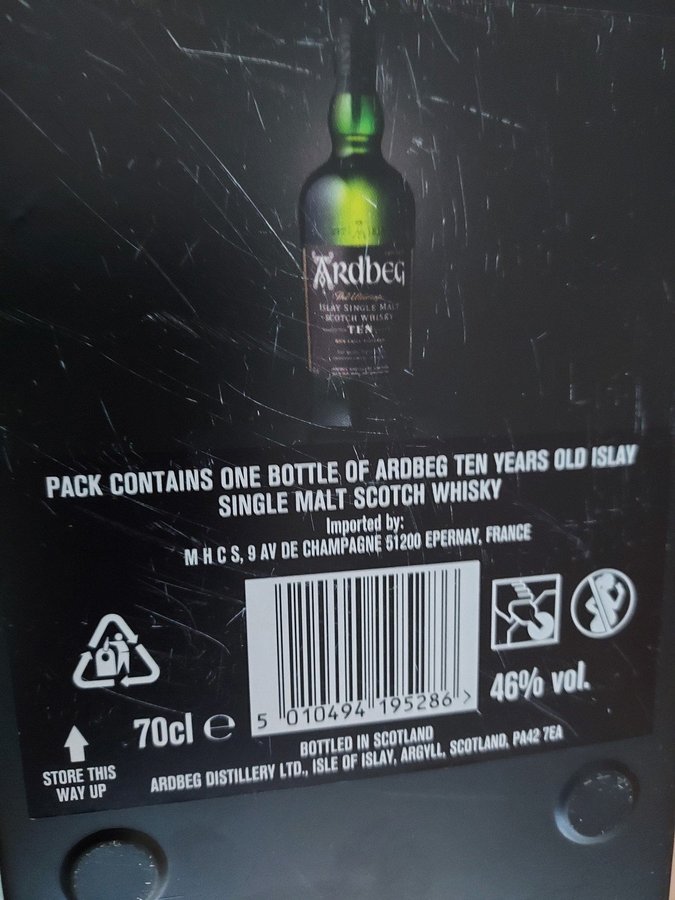 ARDBEG
The Ultimate
ISLAY SINGLE MALT
SCOTCH WHISKY
TEN
PACK CONTAINS ONE BOTTLE OF ARDBEG TEN YEARS OLD ISLAY
SINGLE MALT SCOTCH WHISKY
Imported by:
M H C S, 9 AV DE CHAMPAGNE 51200 EPERNAY, FRANCE
5 010494 195286 >
46% vol.
70cl e
STORE THIS
WAY UP
BOTTLED IN SCOTLAND
ARDBEG DISTILLERY LTD., ISLE OF ISLAY, ARGYLL, SCOTLAND, PA42 7EA